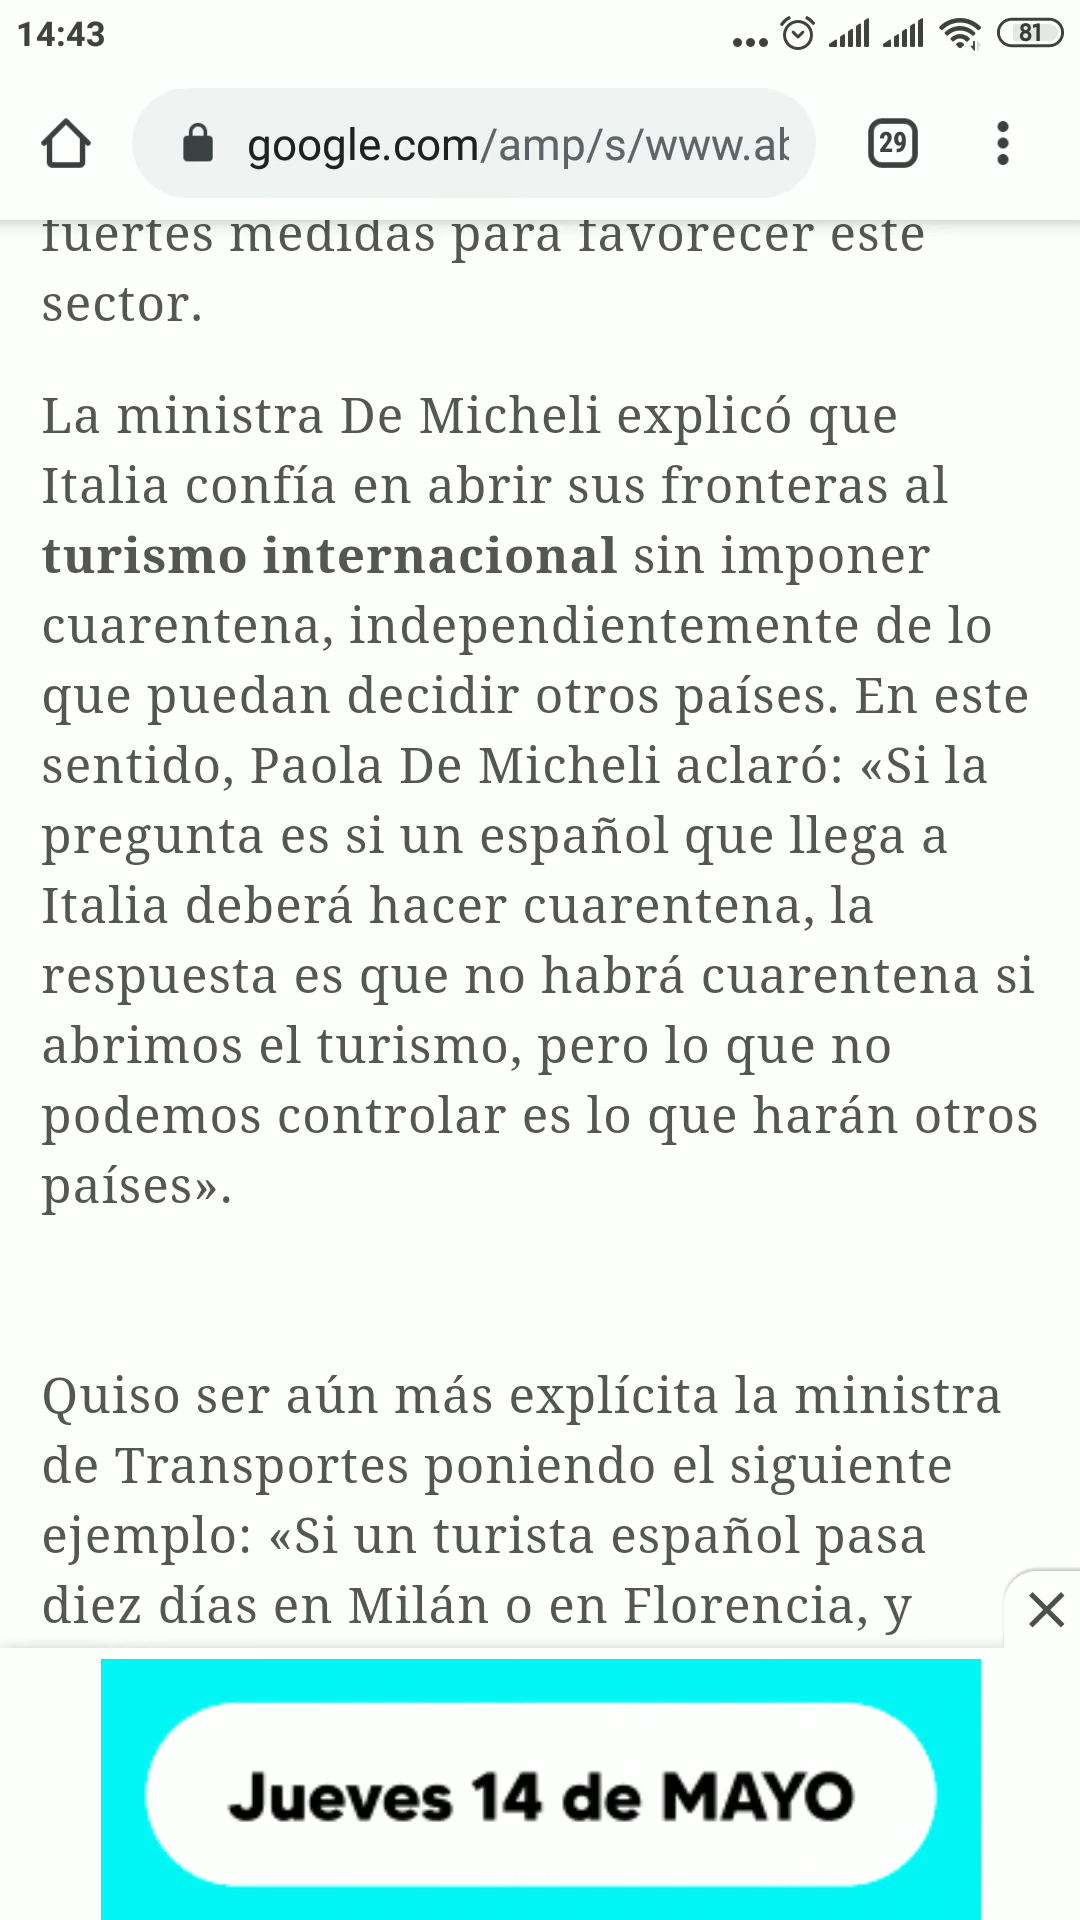 14:43
81
google.com/amp/s/www.ab
29
fuertes medidas para favorecer este
sector.
La ministra De Micheli explicó que
Italia confía en abrir sus fronteras al
turismo internacional sin imponer
cuarentena, independientemente de lo
que puedan decidir otros países. En este
sentido, Paola De Micheli aclaró: «Si la
pregunta es si un español que llega a
Italia deberá hacer cuarentena, la
respuesta es que no habrá cuarentena si
abrimos el turismo, pero lo que no
podemos controlar es lo que harán otros
países».
Quiso ser aún más explícita la ministra
de Transportes poniendo el siguiente
ejemplo: «Si un turista español pasa
diez días en Milán o en Florencia, y
Jueves 14 de MAYO